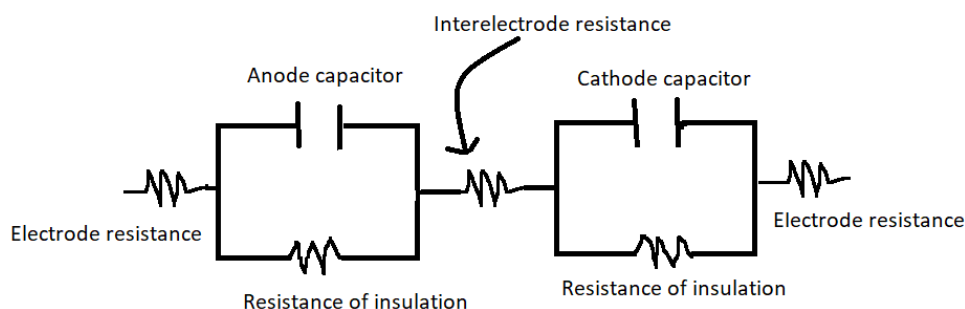 Interelectrode resistance
Anode capacitor
Cathode capacitor
Electrode resistance
Electrode resistance
Resistance of insulation
Resistance of insulation